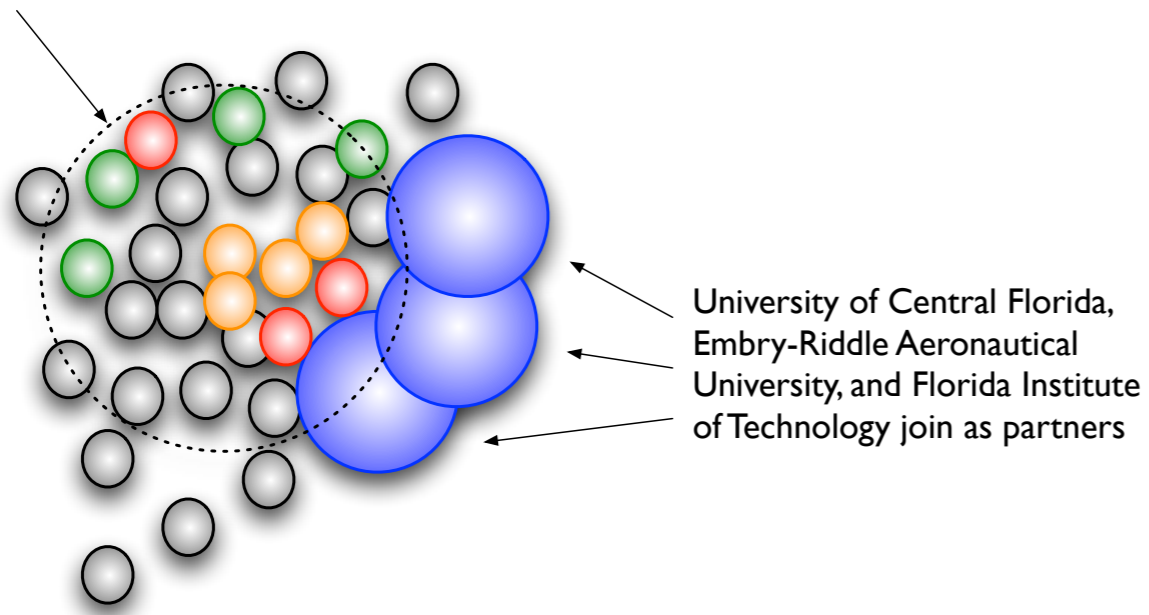 University of Central Florida,
Embry-Riddle Aeronautical
University, and Florida Institute
of Technology join as partners